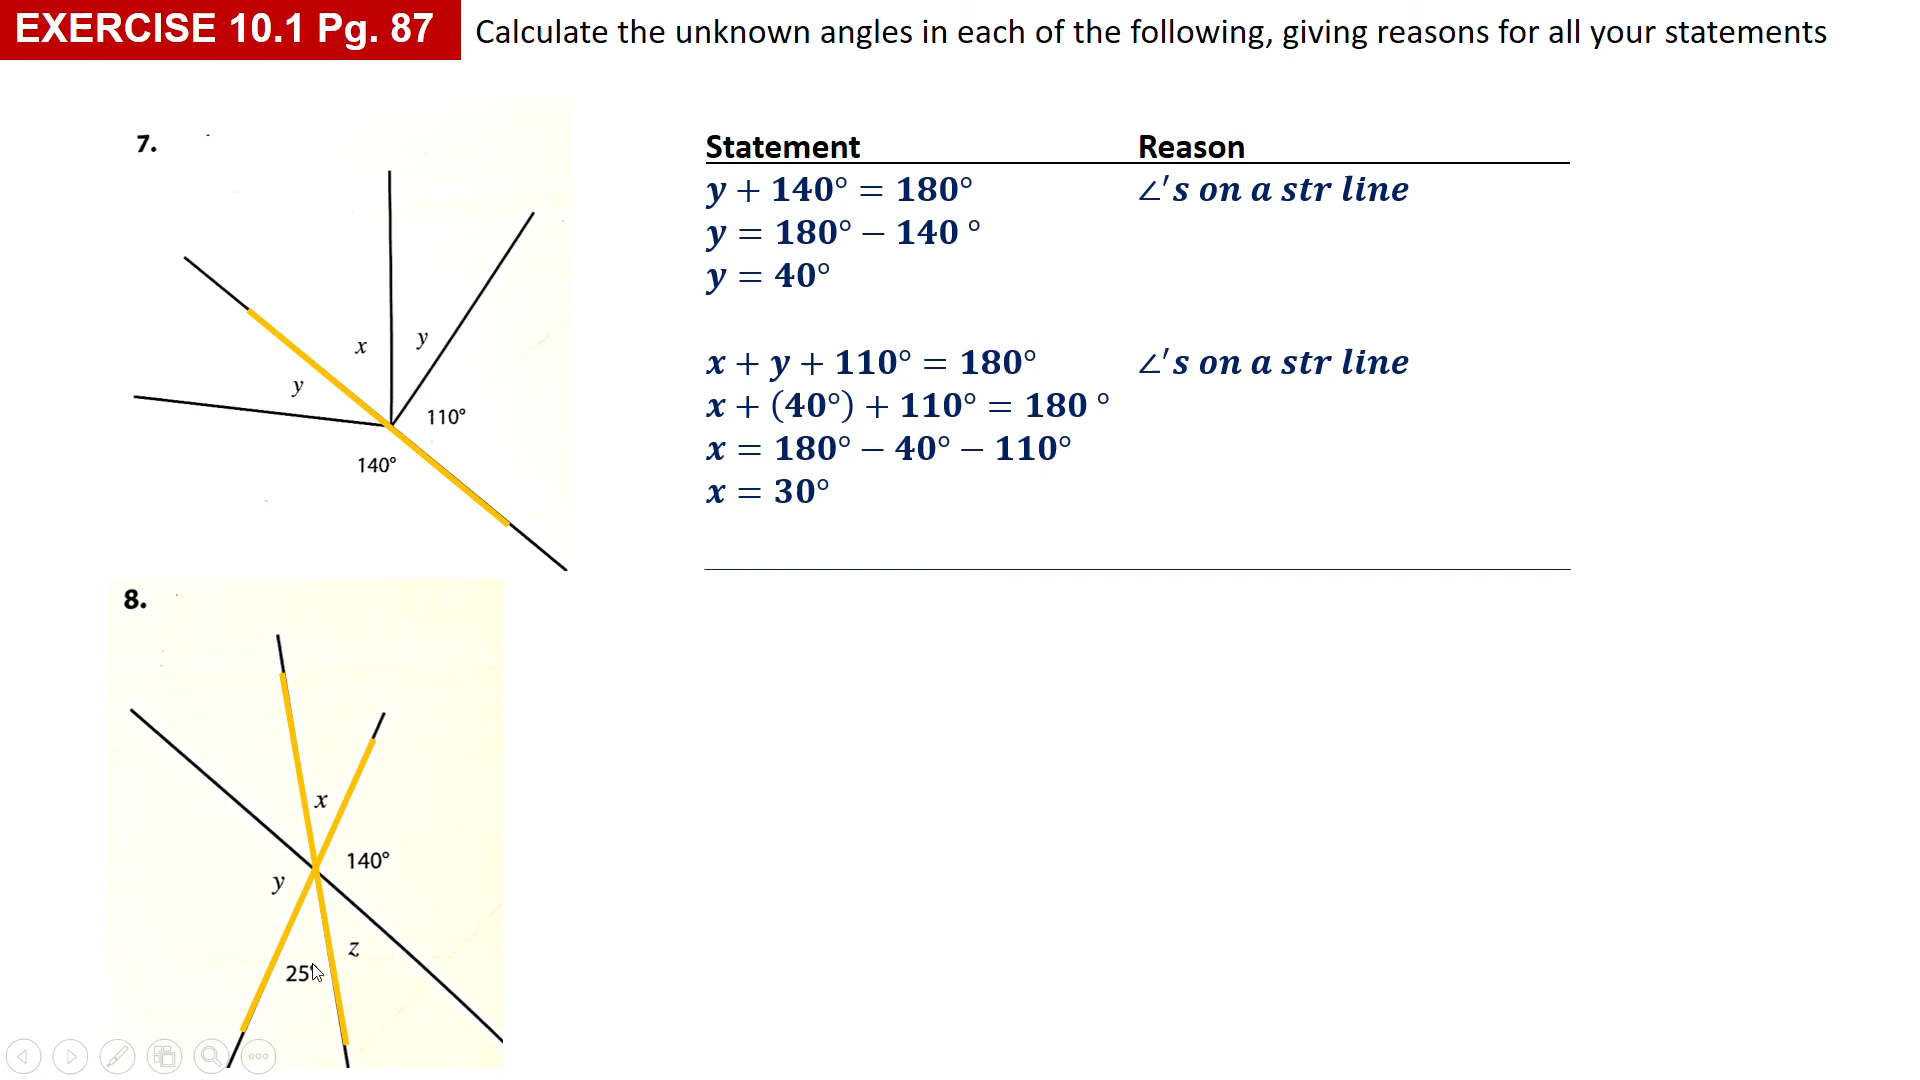 EXERCISE 10.1 Pg. 87
Calculate the unknown angles in each of the following, giving reasons for all your statements
7.
x
y
y
110°
140°
Statement Reason
y + 140° = 180° ∠'s on a str line
y = 180° − 140 °
y = 40°
x + y + 110° = 180° ∠'s on a str line
x + (40°) + 110° = 180 °
x = 180° − 40° − 110°
x = 30°
8.
x
140°
y
z
25°